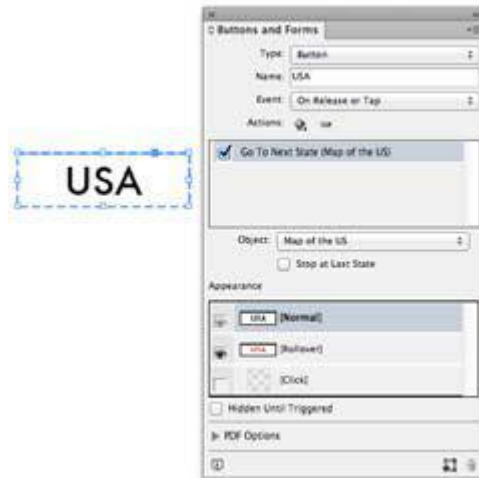 Buttons and Forms
Type: Button
Name: USA
Event: On Release or Tap
Actions:
Go To Next State (Map of the US)
USA
Object: Map of the US
Stop at Last State
Appearance
USA [Normal]
USA [Rollover]
[Click]
Hidden Until Triggered
PDF Options